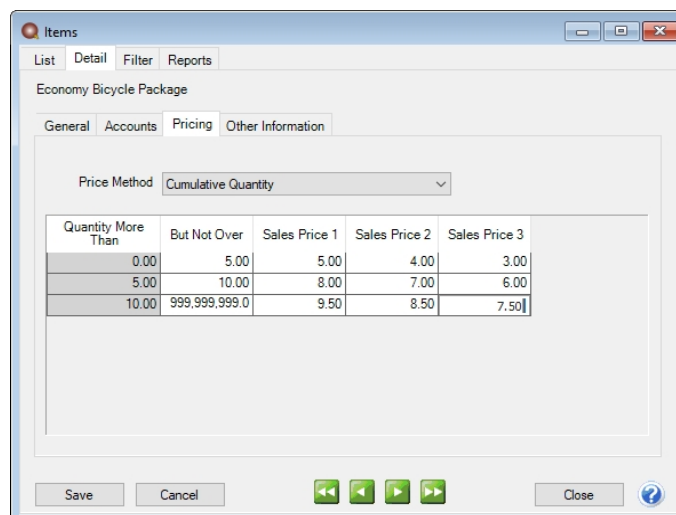 Items
List Detail Filter Reports
Economy Bicycle Package
General Accounts Pricing Other Information
Price Method Cumulative Quantity
Quantity More Than But Not Over Sales Price 1 Sales Price 2 Sales Price 3
0.00 5.00 5.00 4.00 3.00
5.00 10.00 8.00 7.00 6.00
10.00 999,999,999.0 9.50 8.50 7.50
Save Cancel Close ?